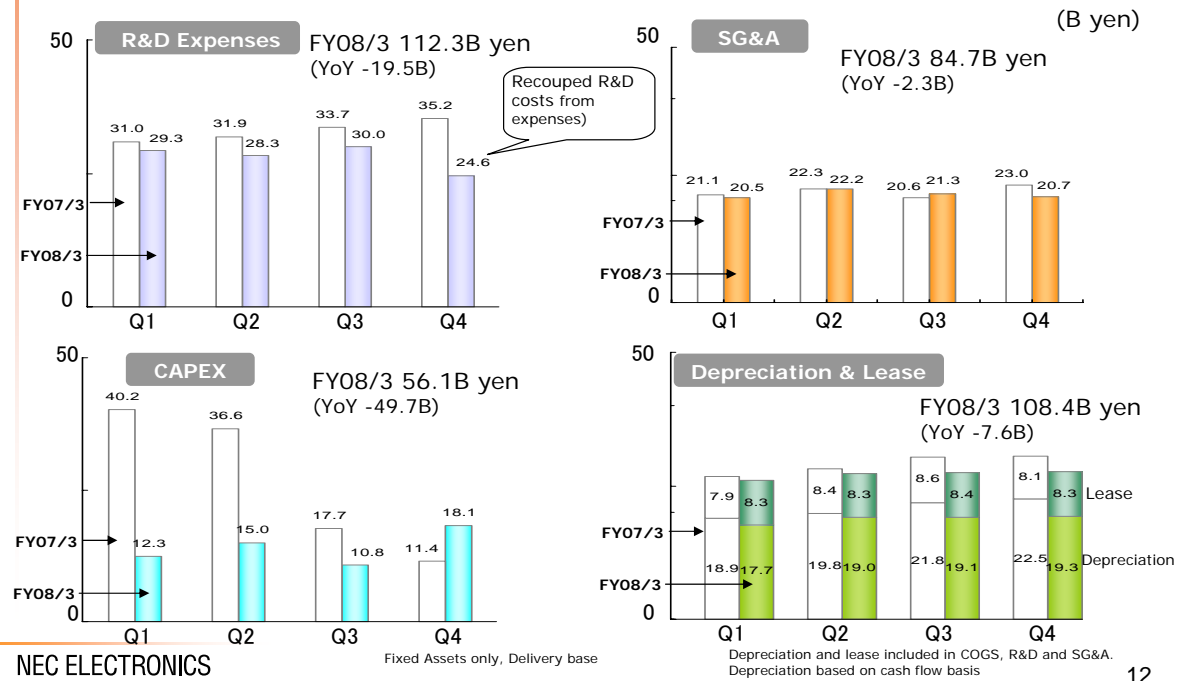 (B yen)
50
R&D Expenses
FY08/3 112.3B yen
(YoY -19.5B)
Recouped R&D
costs from
expenses)
31.0
29.3
31.9
28.3
33.7
30.0
35.2
24.6
FY07/3
FY08/3
0
Q1
Q2
Q3
Q4
50
SG&A
FY08/3 84.7B yen
(YoY -2.3B)
21.1
20.5
22.3
22.2
20.6
21.3
23.0
20.7
FY07/3
FY08/3
0
Q1
Q2
Q3
Q4
50
CAPEX
FY08/3 56.1B yen
(YoY -49.7B)
40.2
12.3
36.6
15.0
17.7
10.8
11.4
18.1
FY07/3
FY08/3
0
Q1
Q2
Q3
Q4
Fixed Assets only, Delivery base
50
Depreciation & Lease
FY08/3 108.4B yen
(YoY -7.6B)
7.9
8.3
8.4
8.3
8.6
8.4
8.1
8.3
Lease
FY07/3
18.9
17.7
19.8
19.0
21.8
19.1
22.5
19.3
Depreciation
FY08/3
0
Q1
Q2
Q3
Q4
Depreciation and lease included in COGS, R&D and SG&A.
Depreciation based on cash flow basis
NEC ELECTRONICS
12